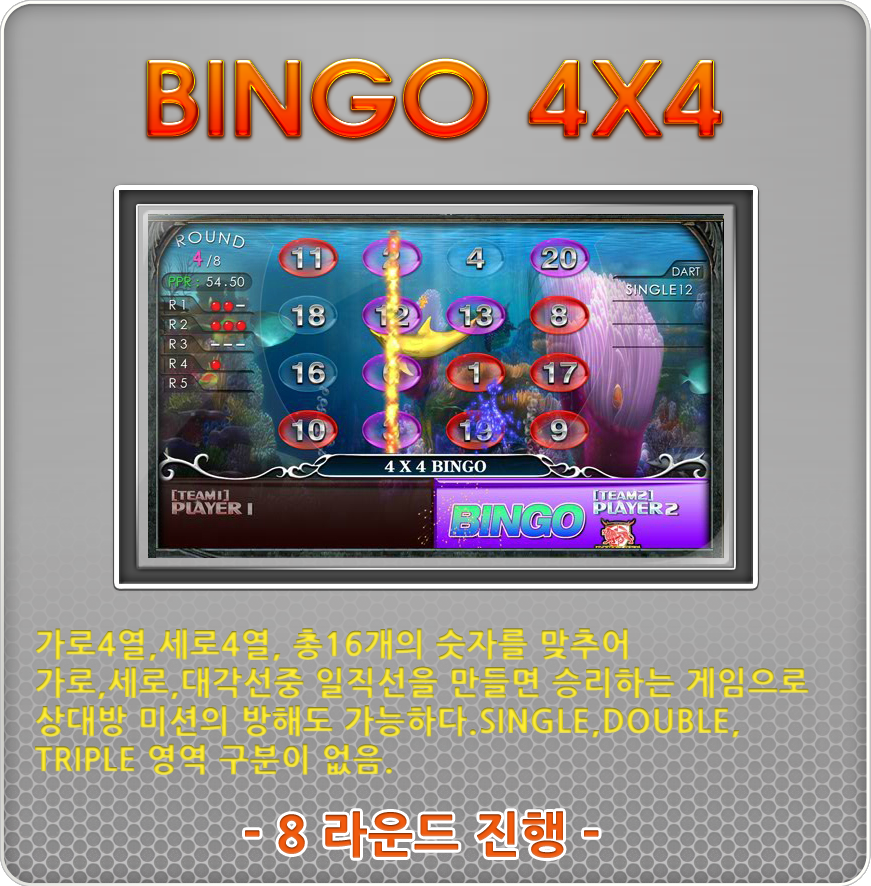 BINGO 4X4
ROUND
4/8
PPR : 54.50
R1
R2
R3
R4
R5
11 4 20
18 12 13 8
16 1 17
10 9
DART
SINGLE12
4 X 4 BINGO
[TEAM1]
PLAYER 1
BINGO
[TEAM2]
PLAYER 2
가로4열,세로4열, 총16개의 숫자를 맞추어
가로,세로,대각선중 일직선을 만들면 승리하는 게임으로
상대방 미션의 방해도 가능하다.SINGLE,DOUBLE,
TRIPLE 영역 구분이 없음.
- 8 라운드 진행 -